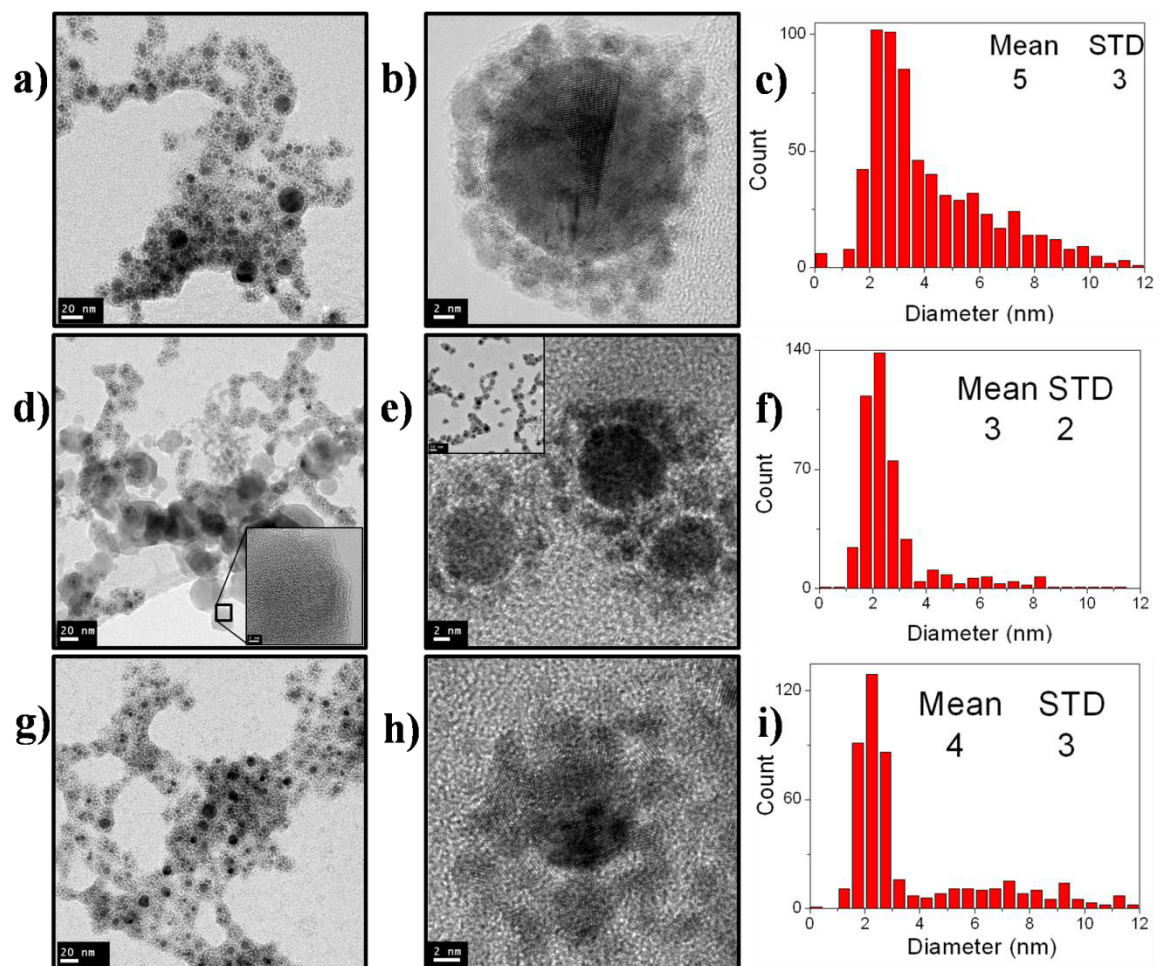 a)
20 nm
b)
2 nm
c)
100
50
0
Count
Mean STD
5 3
0 2 4 6 8 10 12
Diameter (nm)
d)
20 nm
e)
2 nm
f)
140
70
0
Count
Mean STD
3 2
0 2 4 6 8 10 12
Diameter (nm)
g)
20 nm
h)
2 nm
i)
120
60
0
Count
Mean STD
4 3
0 2 4 6 8 10 12
Diameter (nm)